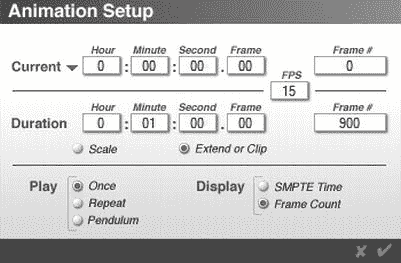 Animation Setup
Hour Minute Second Frame Frame #
Current 0 : 00 : 00 . 00 0
FPS
15
Hour Minute Second Frame Frame #
Duration 0 : 01 : 00 . 00 900
Scale Extend or Clip
Play Once Display SMPTE Time
Repeat Frame Count
Pendulum